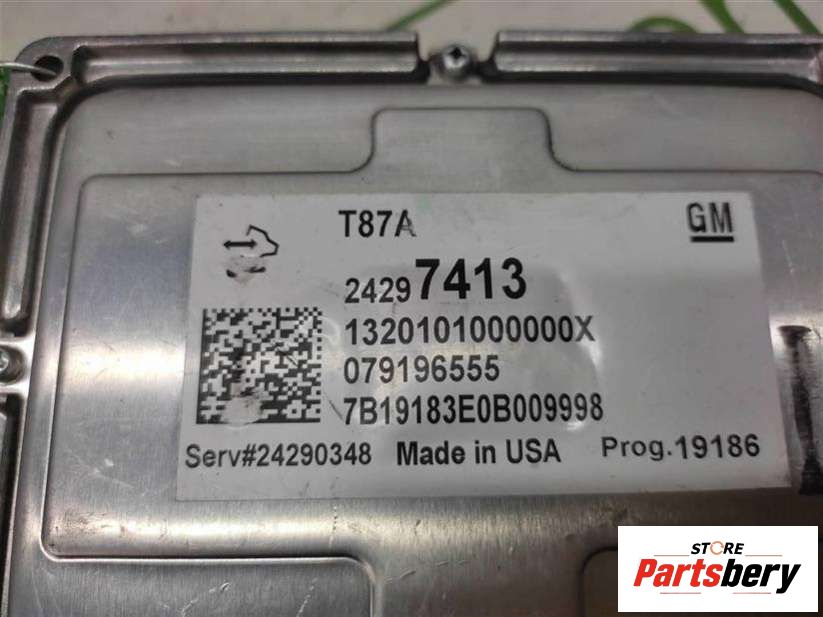 T87A
GM
24297413
1320101000000X
079196555
7B19183E0B009998
Serv#24290348 Made in USA Prog.19186
STORE
Partsbery